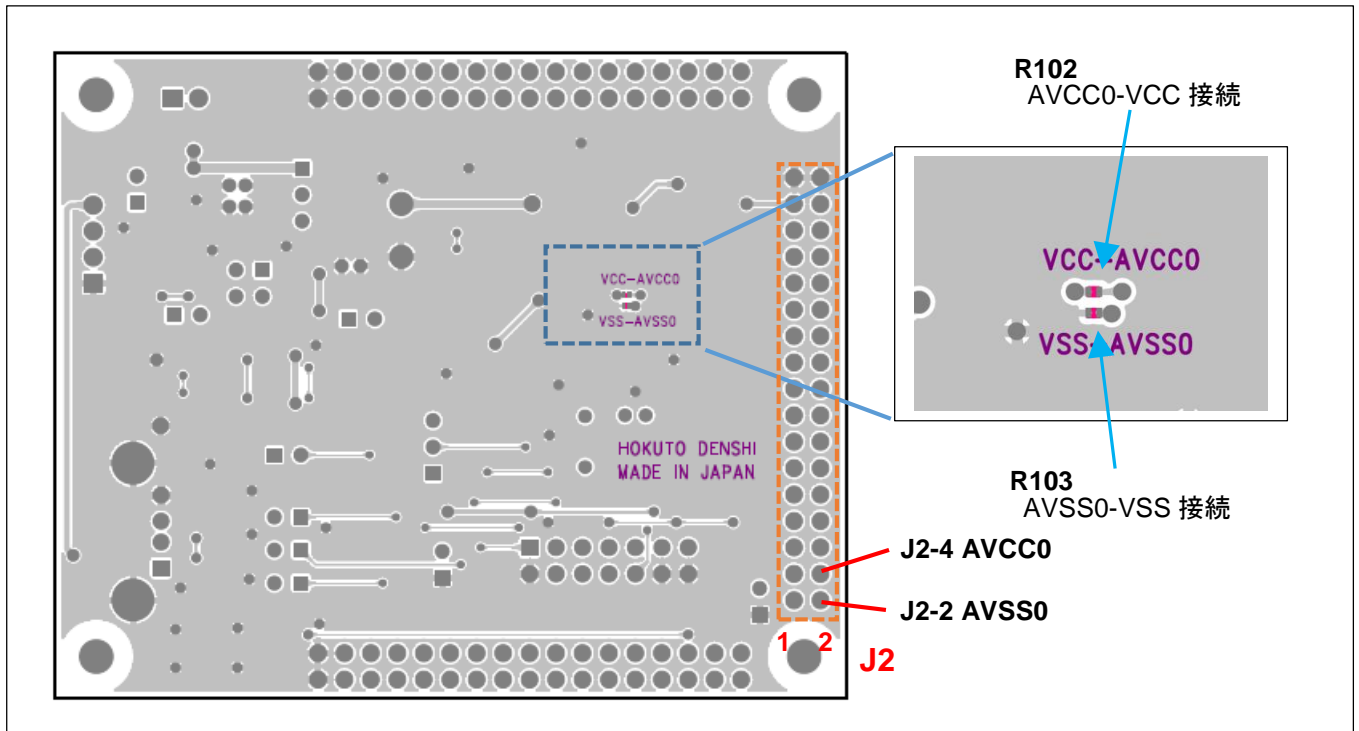 R102
AVCC0-VCC 接続
VCC-AVCC0
VSS-AVSS0
VCC-AVCC0
VSS-AVSS0
HOKUTO DENSHI
MADE IN JAPAN
R103
AVSS0-VSS 接続
J2-4 AVCC0
J2-2 AVSS0
1 2
J2